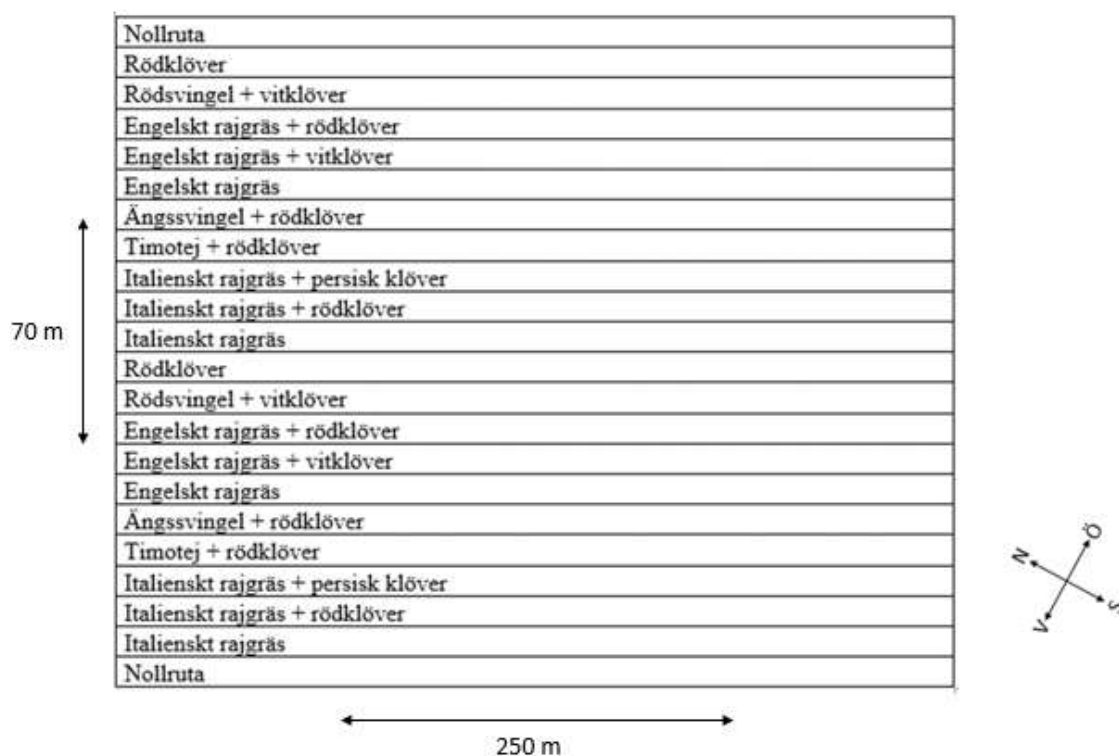 Nollruta
Rödklöver
Rödsvingel + vitklöver
Engelskt rajgräs + rödklöver
Engelskt rajgräs + vitklöver
Engelskt rajgräs
Ängssvingel + rödklöver
Timotej + rödklöver
Italienskt rajgräs + persisk klöver
Italienskt rajgräs + rödklöver
Italienskt rajgräs
Rödklöver
Rödsvingel + vitklöver
Engelskt rajgräs + rödklöver
Engelskt rajgräs + vitklöver
Engelskt rajgräs
Ängssvingel + rödklöver
Timotej + rödklöver
Italienskt rajgräs + persisk klöver
Italienskt rajgräs + rödklöver
Italienskt rajgräs
Nollruta
70 m
250 m
N
Ö
V
S